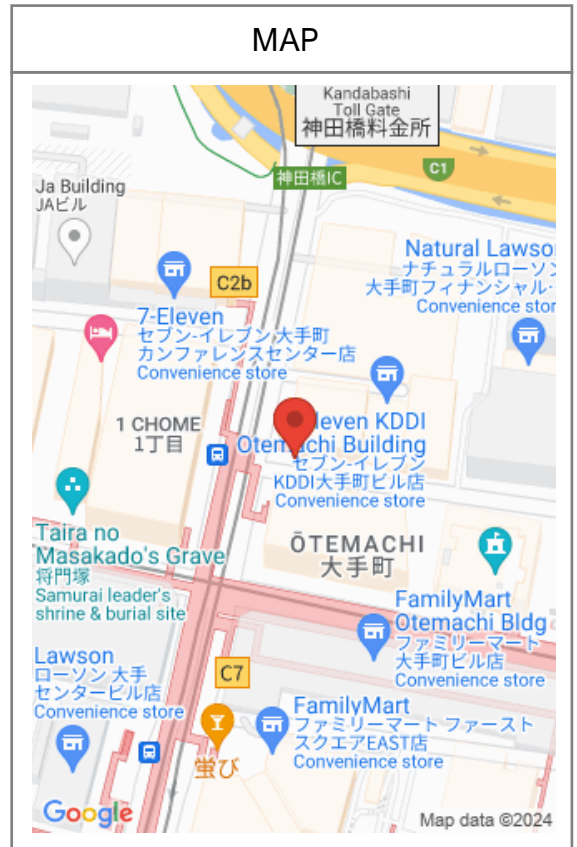 MAP
Kandabashi
Toll Gate
神田橋料金所
神田橋IC
C1
Ja Building
JAビル
C2b
Natural Lawso
ナチュラルローソン
大手町フィナンシャル・
Convenience stor
7-Eleven
セブン-イレブン 大手町
カンファレンスセンター店
Convenience store
1 CHOME
1丁目
leven KDDI
Otemachi Building
セブン-イレブン
KDDI大手町ビル店
Convenience store
Taira no
Masakado's Grave
将門塚
Samurai leader's
shrine & burial site
ŌTEMACHI
大手町
FamilyMart
Otemachi Bldg
ファミリーマート
大手町ビル店
Convenience store
Lawson
ローソン 大手
センタービル店
Convenience store
C7
蛍び
FamilyMart
ファミリーマート ファースト
スクエアEAST店
Convenience store
Google
Map data ©2024